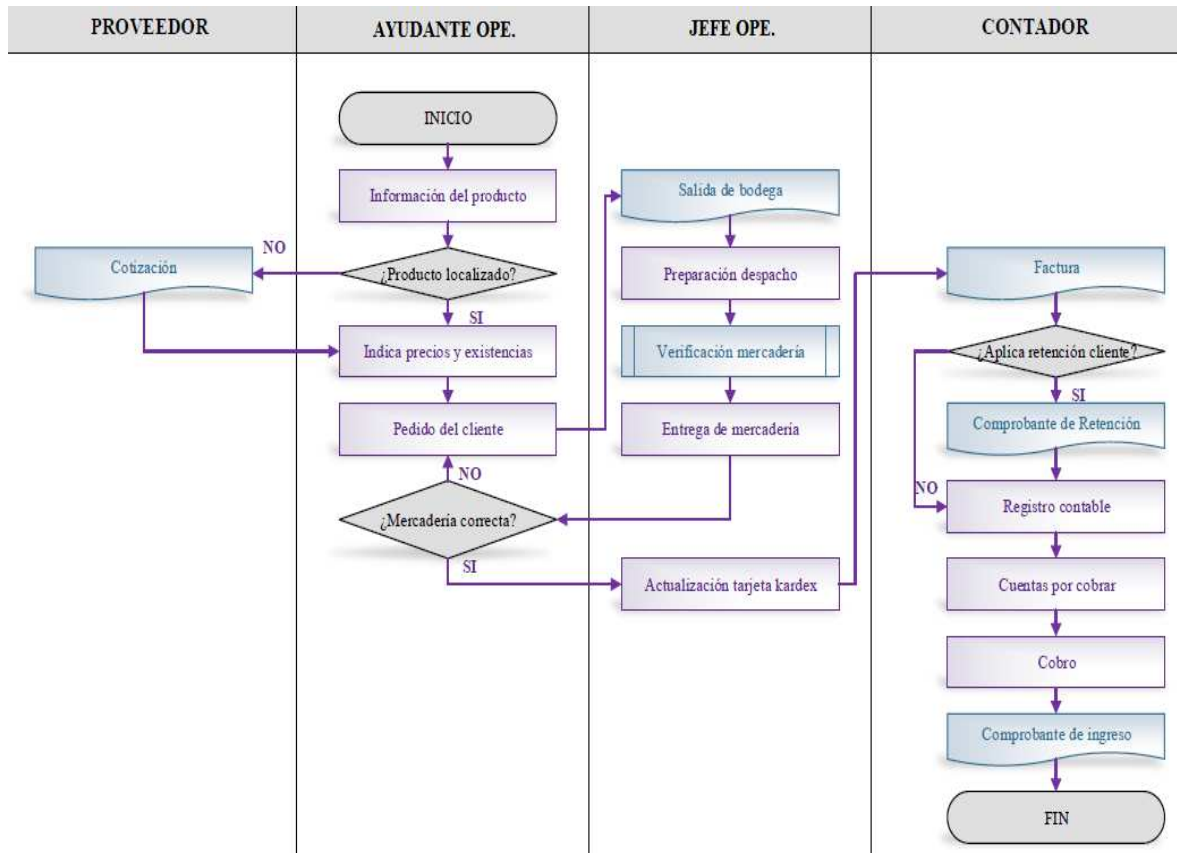 PROVEEDOR
AYUDANTE OPE.
JEFE OPE.
CONTADOR
INICIO
Información del producto
¿Producto localizado?
NO
Cotización
SI
Indica precios y existencias
Pedido del cliente
NO
¿Mercadería correcta?
SI
Salida de bodega
Preparación despacho
Verificación mercadería
Entrega de mercadería
Actualización tarjeta kardex
Factura
¿Aplica retención cliente?
SI
Comprobante de Retención
NO
Registro contable
Cuentas por cobrar
Cobro
Comprobante de ingreso
FIN